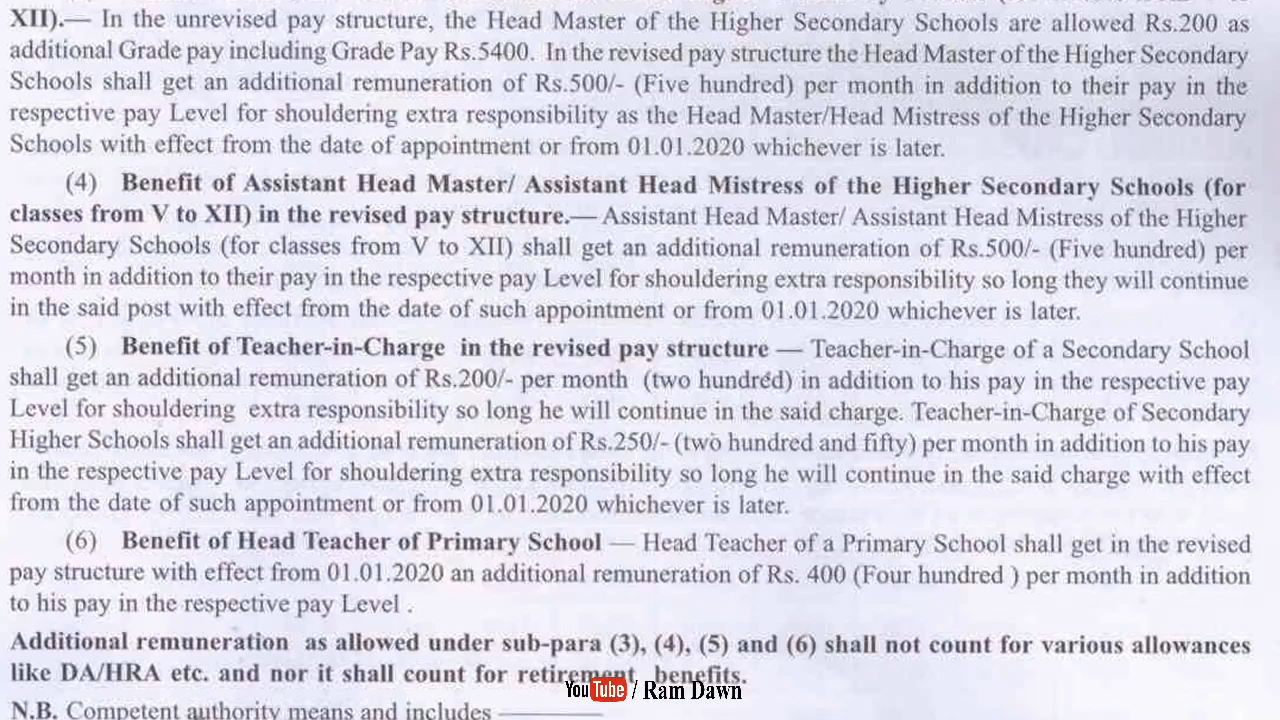 XII).— In the unrevised pay structure, the Head Master of the Higher Secondary Schools are allowed Rs.200 as
additional Grade pay including Grade Pay Rs.5400. In the revised pay structure the Head Master of the Higher Secondary
Schools shall get an additional remuneration of Rs.500/- (Five hundred) per month in addition to their pay in the
respective pay Level for shouldering extra responsibility as the Head Master/Head Mistress of the Higher Secondary
Schools with effect from the date of appointment or from 01.01.2020 whichever is later.
(4) Benefit of Assistant Head Master/ Assistant Head Mistress of the Higher Secondary Schools (for
classes from V to XII) in the revised pay structure.— Assistant Head Master/ Assistant Head Mistress of the Higher
Secondary Schools (for classes from V to XII) shall get an additional remuneration of Rs.500/- (Five hundred) per
month in addition to their pay in the respective pay Level for shouldering extra responsibility so long they will continue
in the said post with effect from the date of such appointment or from 01.01.2020 whichever is later.
(5) Benefit of Teacher-in-Charge in the revised pay structure — Teacher-in-Charge of a Secondary School
shall get an additional remuneration of Rs.200/- per month (two hundred) in addition to his pay in the respective pay
Level for shouldering extra responsibility so long he will continue in the said charge. Teacher-in-Charge of Secondary
Higher Schools shall get an additional remuneration of Rs.250/- (two hundred and fifty) per month in addition to his pay
in the respective pay Level for shouldering extra responsibility so long he will continue in the said charge with effect
from the date of such appointment or from 01.01.2020 whichever is later.
(6) Benefit of Head Teacher of Primary School — Head Teacher of a Primary School shall get in the revised
pay structure with effect from 01.01.2020 an additional remuneration of Rs. 400 (Four hundred ) per month in addition
to his pay in the respective pay Level .
Additional remuneration as allowed under sub-para (3), (4), (5) and (6) shall not count for various allowances
like DA/HRA etc. and nor it shall count for retirement benefits.
YouTube / Ram Dawn
N.B. Competent authority means and includes ————